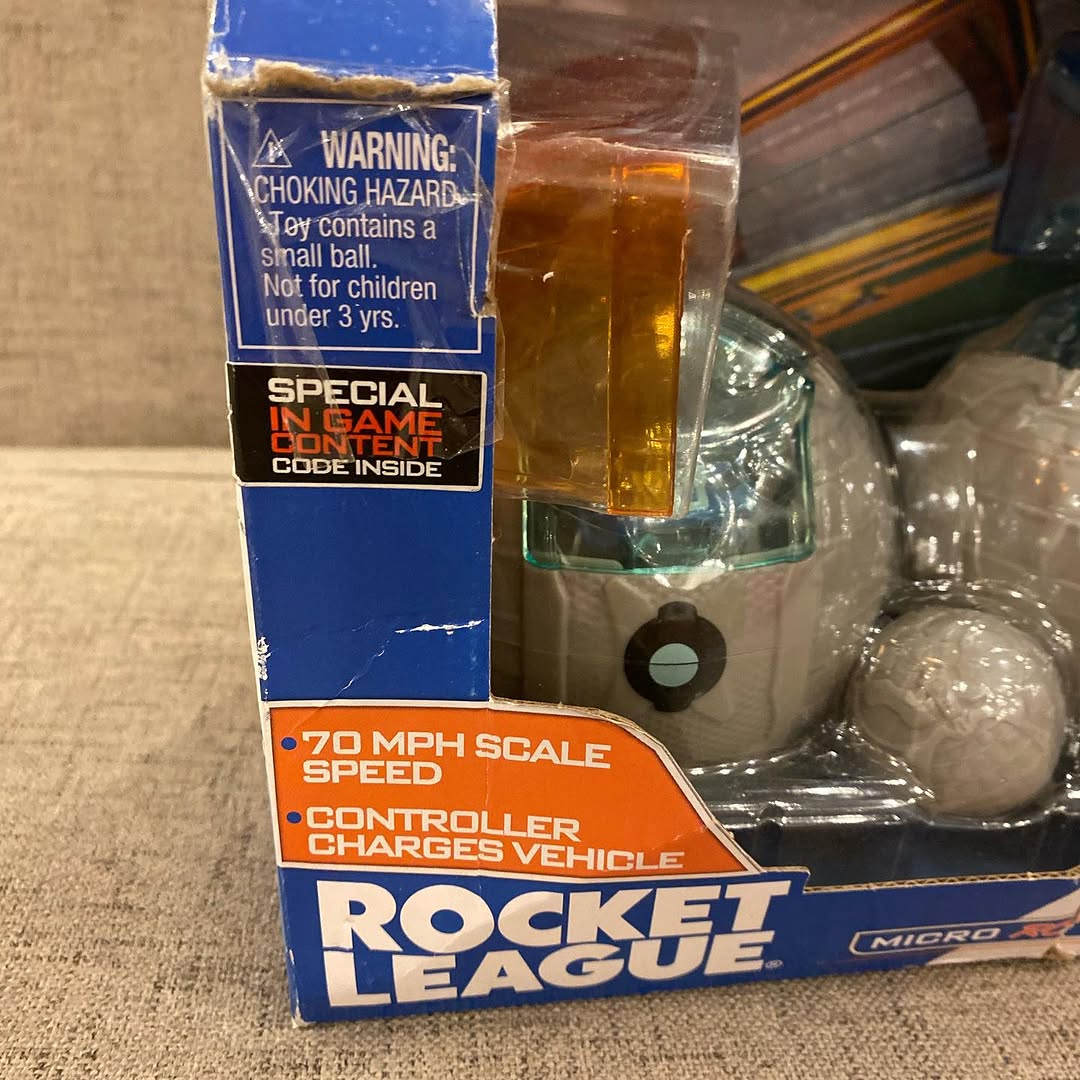 WARNING:
CHOKING HAZARD-
Toy contains a
small ball.
Not for children
under 3 yrs.
SPECIAL
IN GAME
CONTENT
CODE INSIDE
•70 MPH SCALE
SPEED
•CONTROLLER
CHARGES VEHICLE
ROCKET
LEAGUE®
MICRO RC